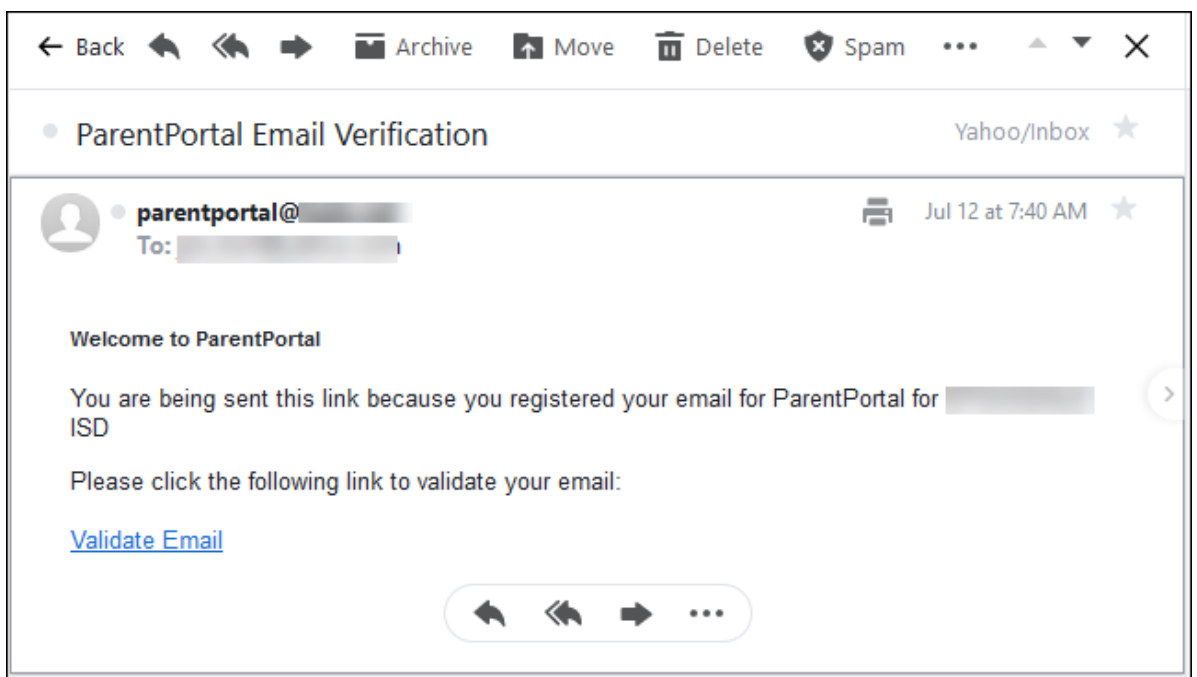 Back Archive Move Delete Spam
ParentPortal Email Verification Yahoo/Inbox
parentportal@ Jul 12 at 7:40 AM
To:
Welcome to ParentPortal
You are being sent this link because you registered your email for ParentPortal for
ISD
Please click the following link to validate your email:
Validate Email